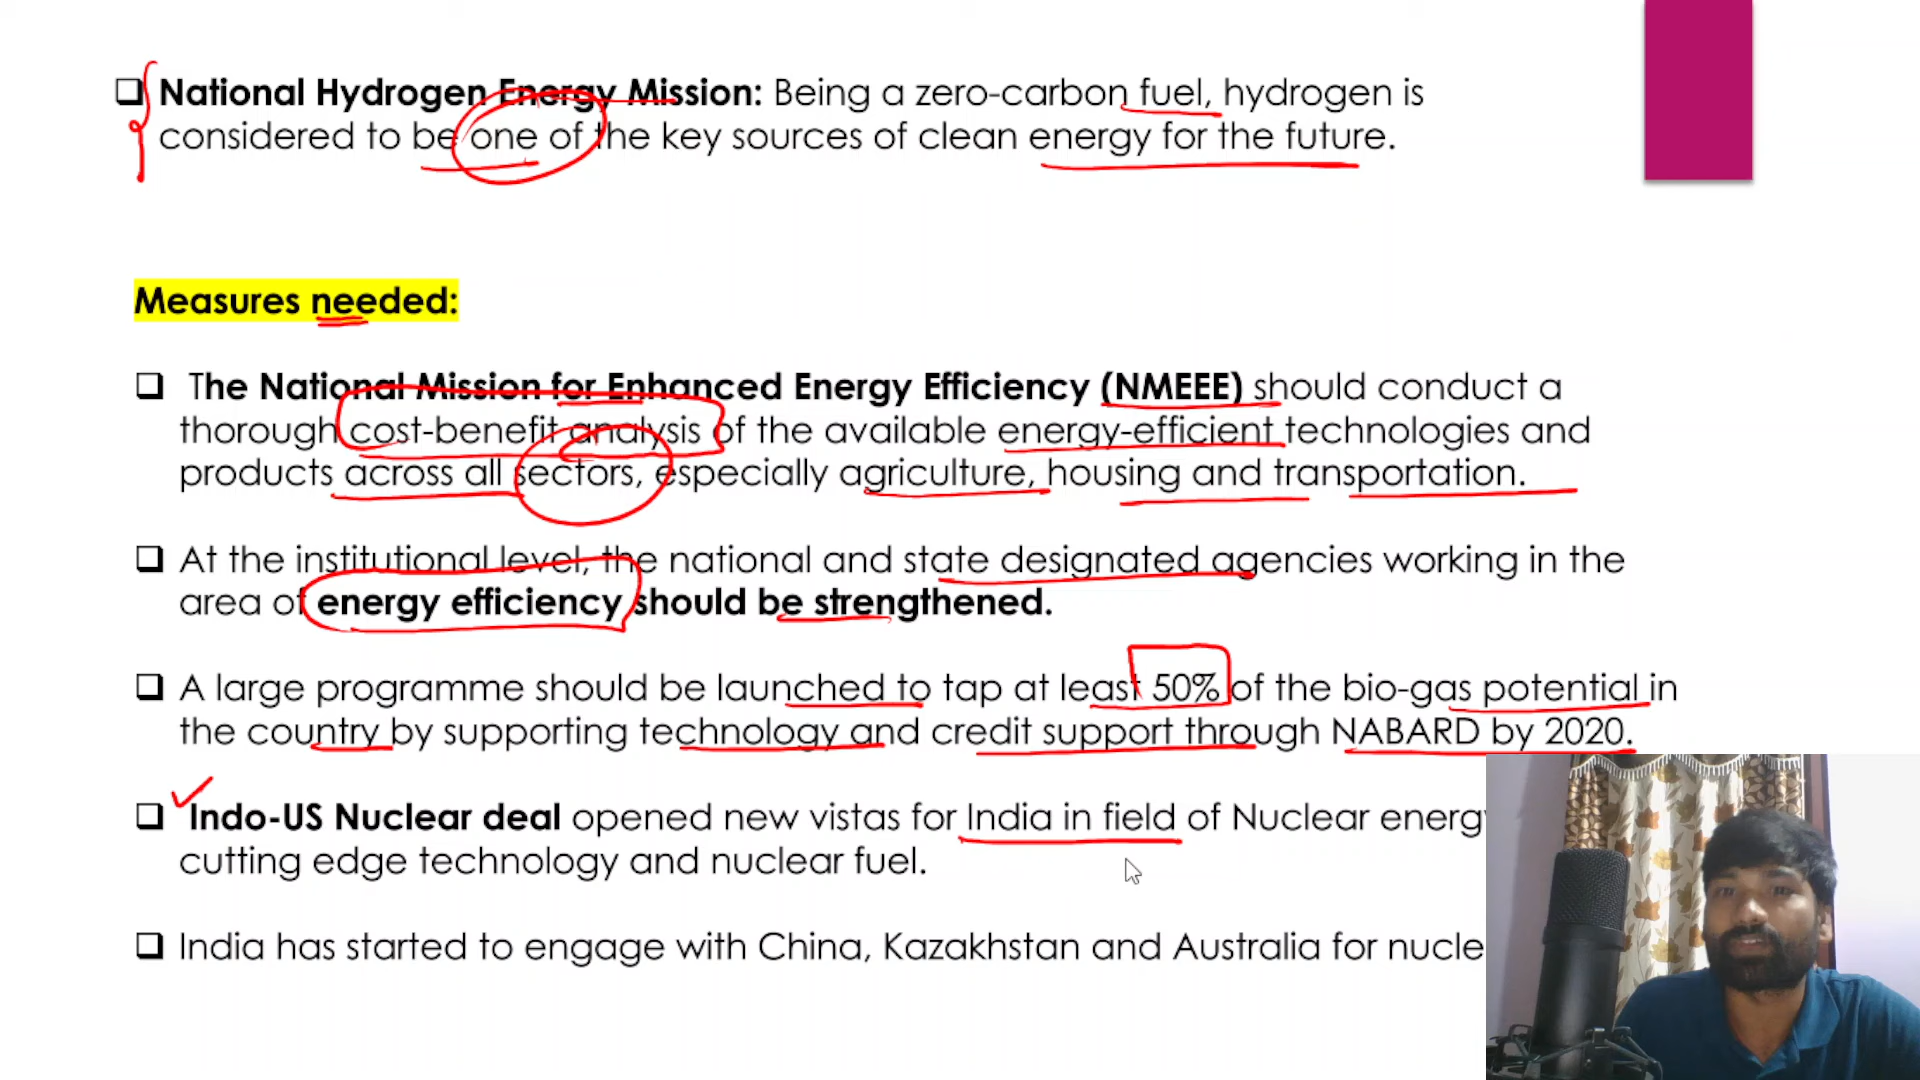 ❑ National Hydrogen Energy Mission: Being a zero-carbon fuel, hydrogen is
considered to be one of the key sources of clean energy for the future.
Measures needed:
❑ The National Mission for Enhanced Energy Efficiency (NMEEE) should conduct a
thorough cost-benefit analysis of the available energy-efficient technologies and
products across all sectors, especially agriculture, housing and transportation.
❑ At the institutional level, the national and state designated agencies working in the
area of energy efficiency should be strengthened.
❑ A large programme should be launched to tap at least 50% of the bio-gas potential in
the country by supporting technology and credit support through NABARD by 2020.
❑ Indo-US Nuclear deal opened new vistas for India in field of Nuclear energy
cutting edge technology and nuclear fuel.
❑ India has started to engage with China, Kazakhstan and Australia for